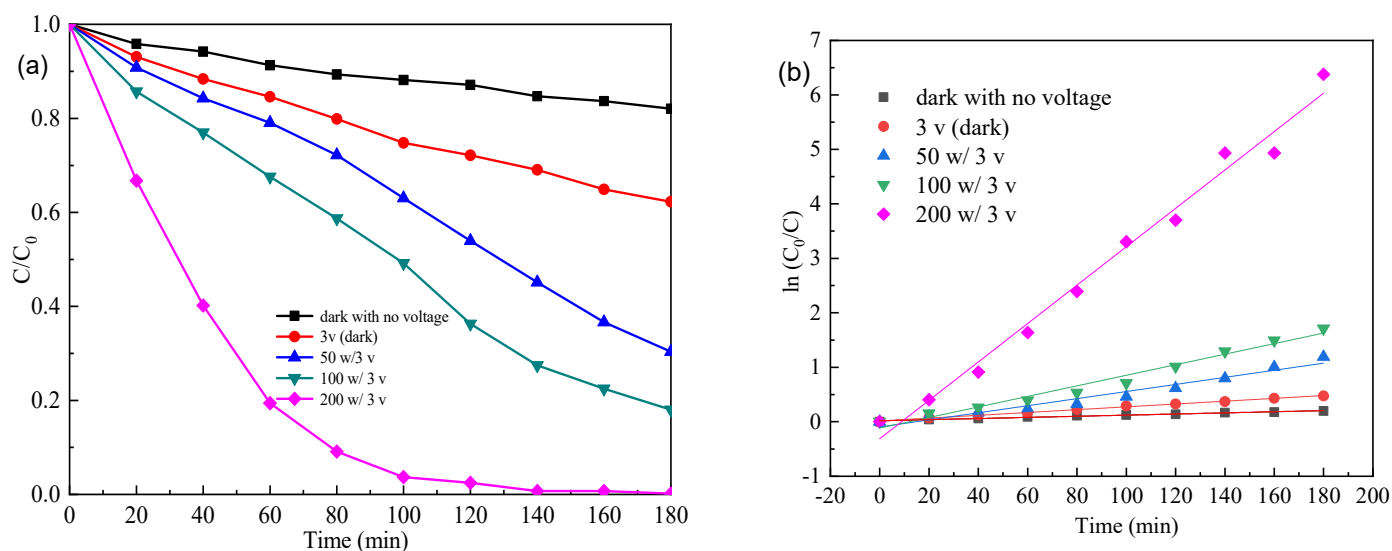 (a)
C/C0
1.0
0.8
0.6
0.4
0.2
0.0
dark with no voltage
3v (dark)
50 w/3 v
100 w/ 3 v
200 w/ 3 v
0 20 40 60 80 100 120 140 160 180
Time (min)
(b)
ln (C0/C)
7
6
5
4
3
2
1
0
-1
dark with no voltage
3 v (dark)
50 w/ 3 v
100 w/ 3 v
200 w/ 3 v
-20 0 20 40 60 80 100 120 140 160 180 200
Time (min)